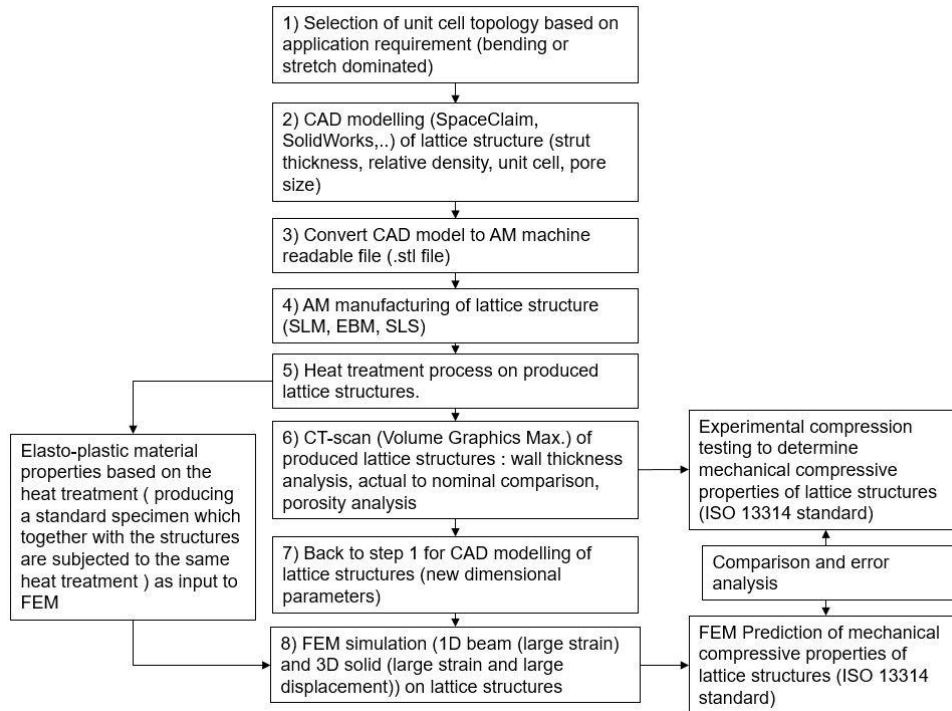 1) Selection of unit cell topology based on
application requirement (bending or
stretch dominated)
2) CAD modelling (SpaceClaim,
SolidWorks,..) of lattice structure (strut
thickness, relative density, unit cell, pore
size)
3) Convert CAD model to AM machine
readable file (.stl file)
4) AM manufacturing of lattice structure
(SLM, EBM, SLS)
5) Heat treatment process on produced
lattice structures.
Elasto-plastic material
properties based on the
heat treatment ( producing
a standard specimen which
together with the structures
are subjected to the same
heat treatment ) as input to
FEM
6) CT-scan (Volume Graphics Max.) of
produced lattice structures : wall thickness
analysis, actual to nominal comparison,
porosity analysis
Experimental compression
testing to determine
mechanical compressive
properties of lattice structures
(ISO 13314 standard)
7) Back to step 1 for CAD modelling of
lattice structures (new dimensional
parameters)
Comparison and error
analysis
8) FEM simulation (1D beam (large strain)
and 3D solid (large strain and large
displacement)) on lattice structures
FEM Prediction of mechanical
compressive properties of
lattice structures (ISO 13314
standard)